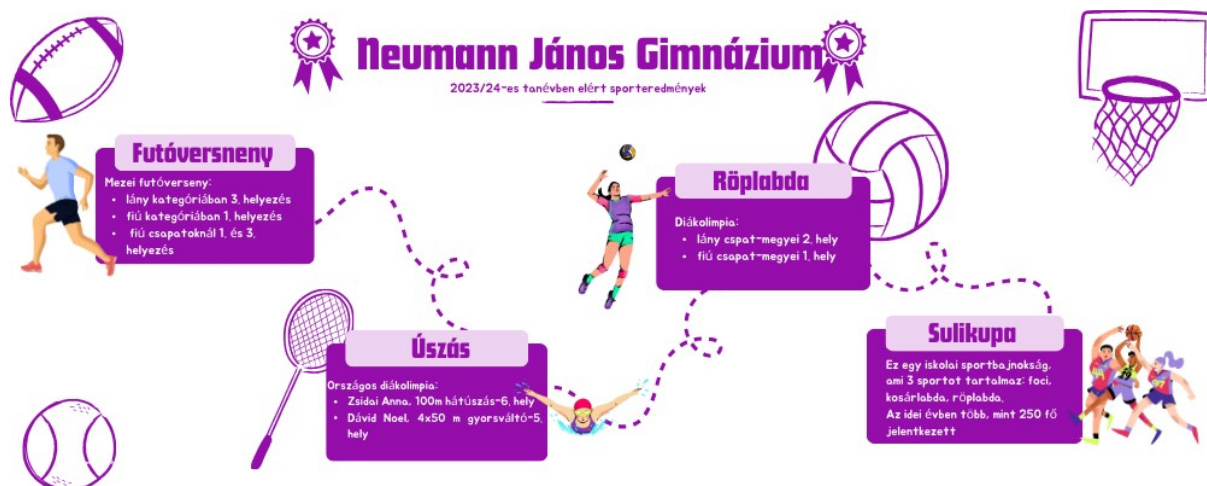 Neumann János Gimnázium
2023/24-es tanévben elért sporteredmények
Futóversneny
Mezei futóverseny:
• lány kategóriában 3, helyezés
• fiú kategóriában 1, helyezés
• fiú csapatoknál 1, és 3,
helyezés
Röplabda
Diákolimpia:
• lány cspat-megyei 2, hely
• fiú csapat-megyei 1, hely
Úszás
Országos diákolimpia:
• Zsidai Anna, 100m hátúszás-6, hely
• Dávid Noel, 4x50 m gyorsváltó-5,
hely
Sulikupa
Ez egy iskolai sportbajnokság,
ami 3 sportot tartalmaz: foci,
kosárlabda, röplabda,
Az idei évben több, mint 250 fő
jelentkezett